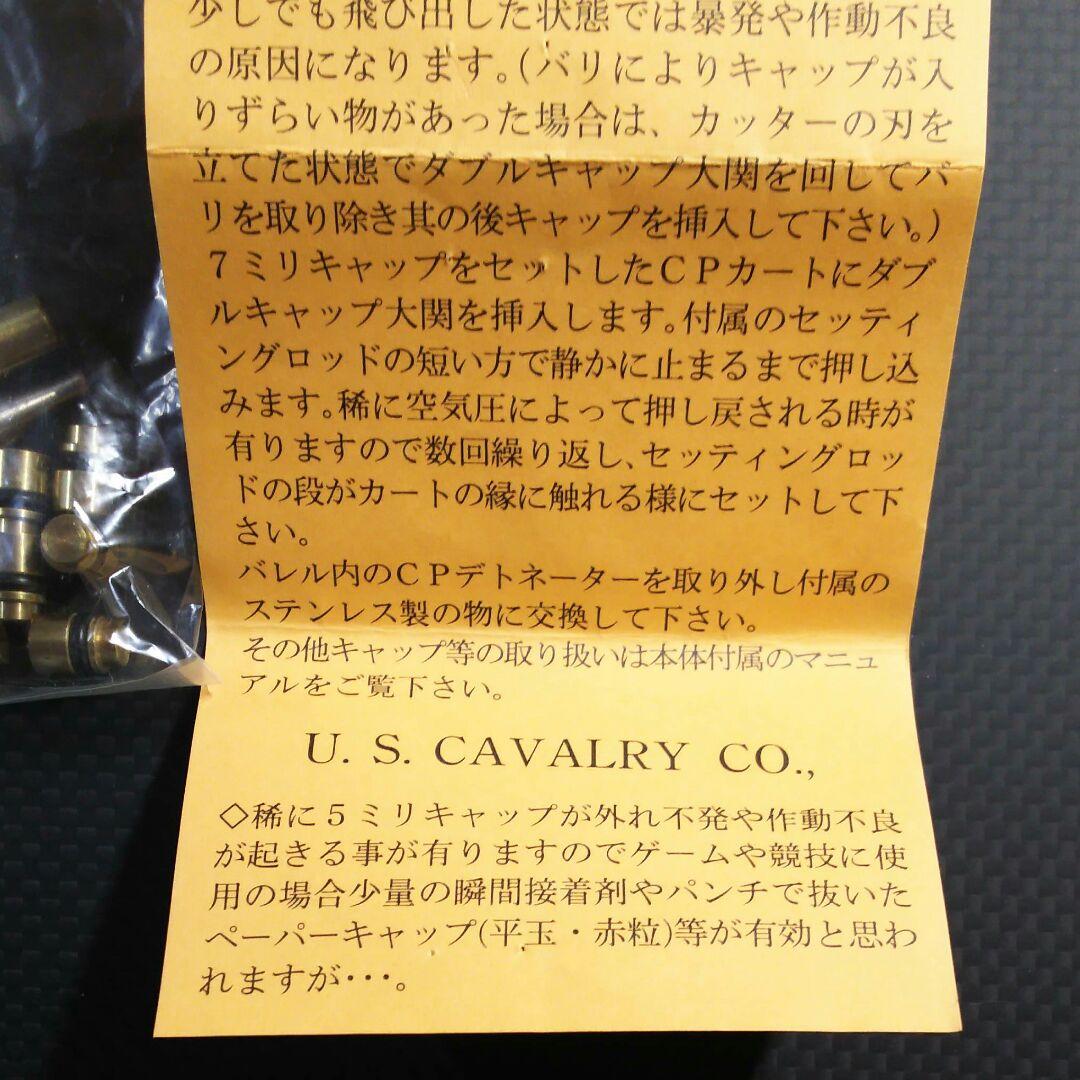 少しでも飛び出した状態では暴発や作動不良
の原因になります。(バリによりキャップが入
りずらい物があった場合は、カッターの刃を
立てた状態でダブルキャップ大関を回してバ
リを取り除き其の後キャップを挿入して下さい。)
7ミリキャップをセットしたCPカートにダブ
ルキャップ大関を挿入します。付属のセッティ
ングロッドの短い方で静かに止まるまで押し込
みます。稀に空気圧によって押し戻される時が
有りますので数回繰り返し、セッティングロッ
ドの段がカートの縁に触れる様にセットして下
さい。
バレル内のCPデトネーターを取り外し付属の
ステンレス製の物に交換して下さい。
その他キャップ等の取り扱いは本体付属のマニュ
アルをご覧下さい。
U. S. CAVALRY CO.,
◇稀に5ミリキャップが外れ不発や作動不良
が起きる事が有りますのでゲームや競技に使
用の場合少量の瞬間接着剤やパンチで抜いた
ペーパーキャップ(平玉・赤粒)等が有効と思わ
れますが･･･。